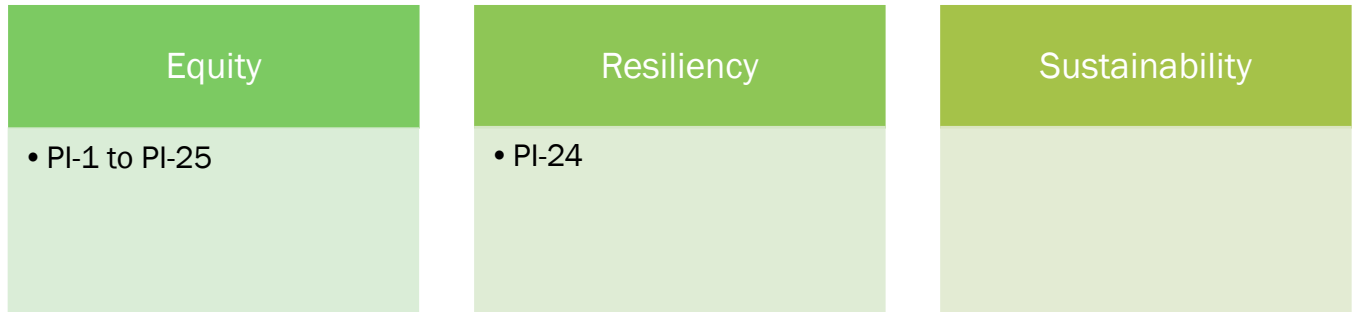 Equity
• PI-1 to PI-25
Resiliency
• PI-24
Sustainability